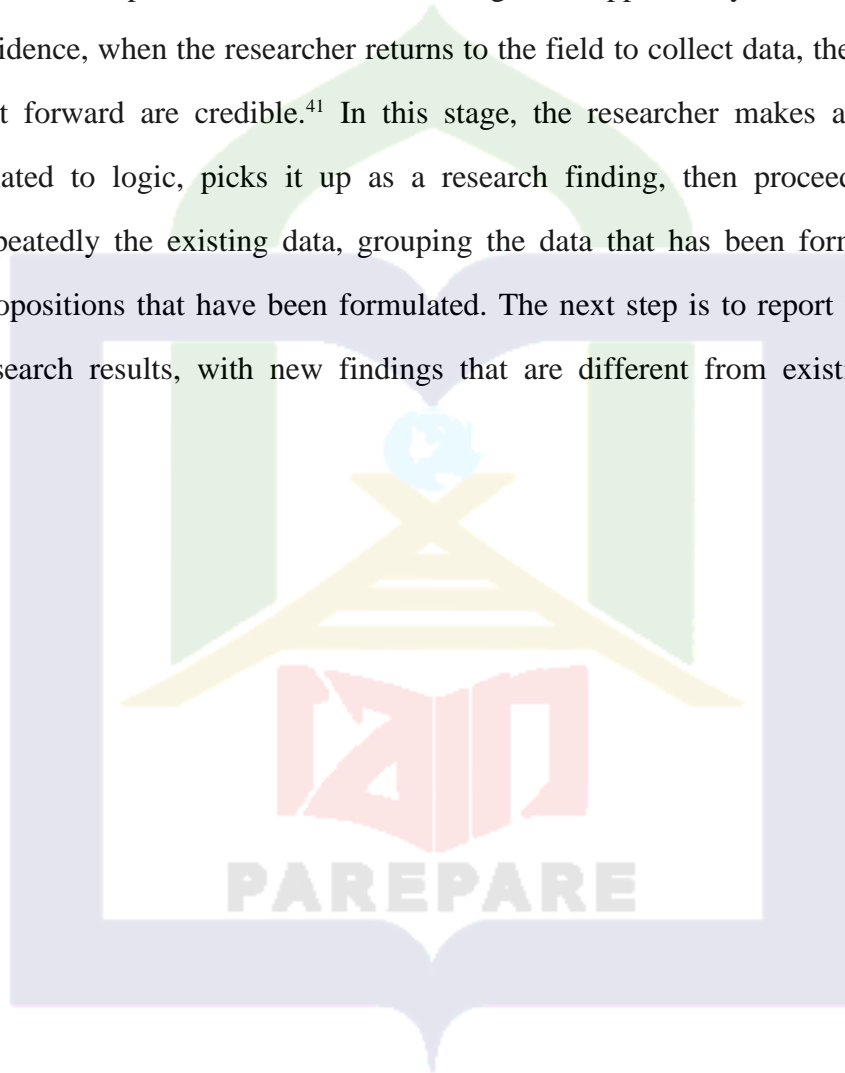 idence, when the researcher returns to the field to collect data, the
t forward are credible.⁴¹ In this stage, the researcher makes a
ated to logic, picks it up as a research finding, then proceed
peatedly the existing data, grouping the data that has been for
opositions that have been formulated. The next step is to report
search results, with new findings that are different from existi
iain
PAREPARE